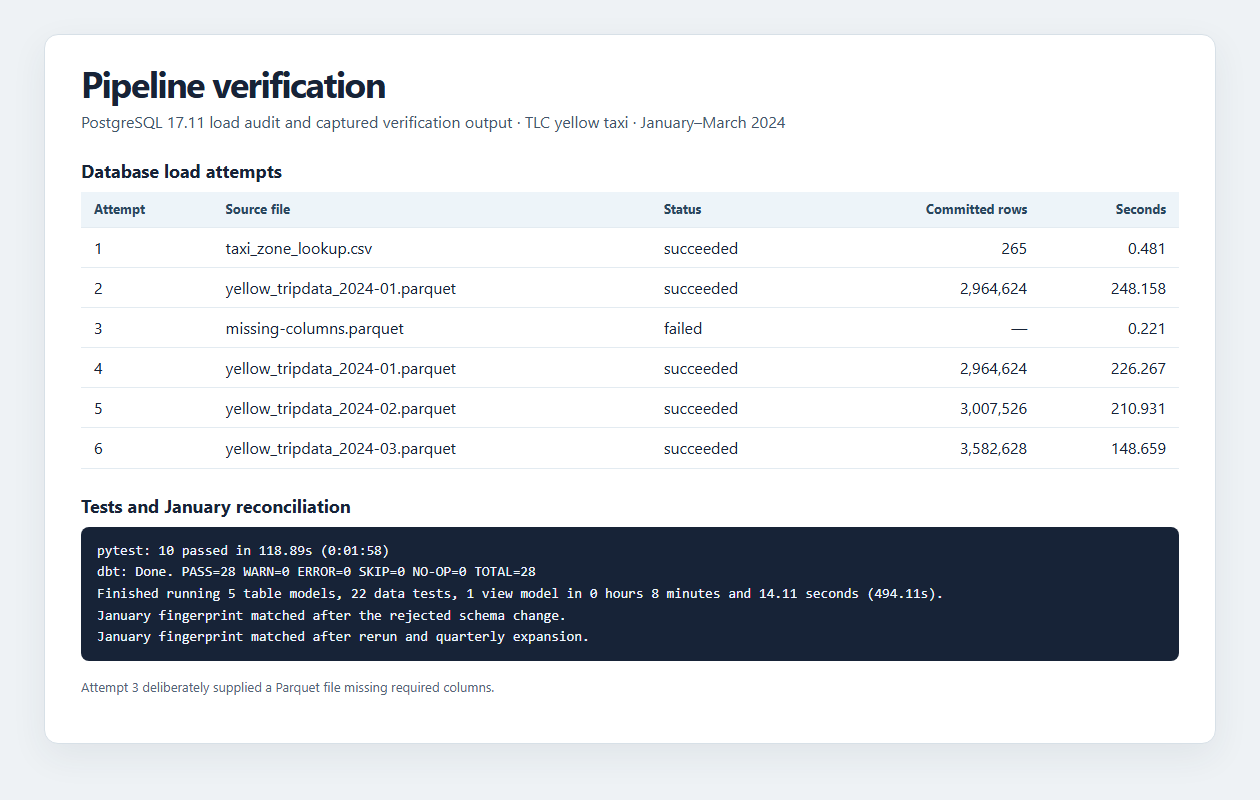 Pipeline verification
PostgreSQL 17.11 load audit and captured verification output · TLC yellow taxi · January–March 2024
Database load attempts
Attempt Source file Status Committed rows Seconds
1 taxi_zone_lookup.csv succeeded 265 0.481
2 yellow_tripdata_2024-01.parquet succeeded 2,964,624 248.158
3 missing-columns.parquet failed — 0.221
4 yellow_tripdata_2024-01.parquet succeeded 2,964,624 226.267
5 yellow_tripdata_2024-02.parquet succeeded 3,007,526 210.931
6 yellow_tripdata_2024-03.parquet succeeded 3,582,628 148.659
Tests and January reconciliation
pytest: 10 passed in 118.89s (0:01:58)
dbt: Done. PASS=28 WARN=0 ERROR=0 SKIP=0 NO-OP=0 TOTAL=28
Finished running 5 table models, 22 data tests, 1 view model in 0 hours 8 minutes and 14.11 seconds (494.11s).
January fingerprint matched after the rejected schema change.
January fingerprint matched after rerun and quarterly expansion.
Attempt 3 deliberately supplied a Parquet file missing required columns.